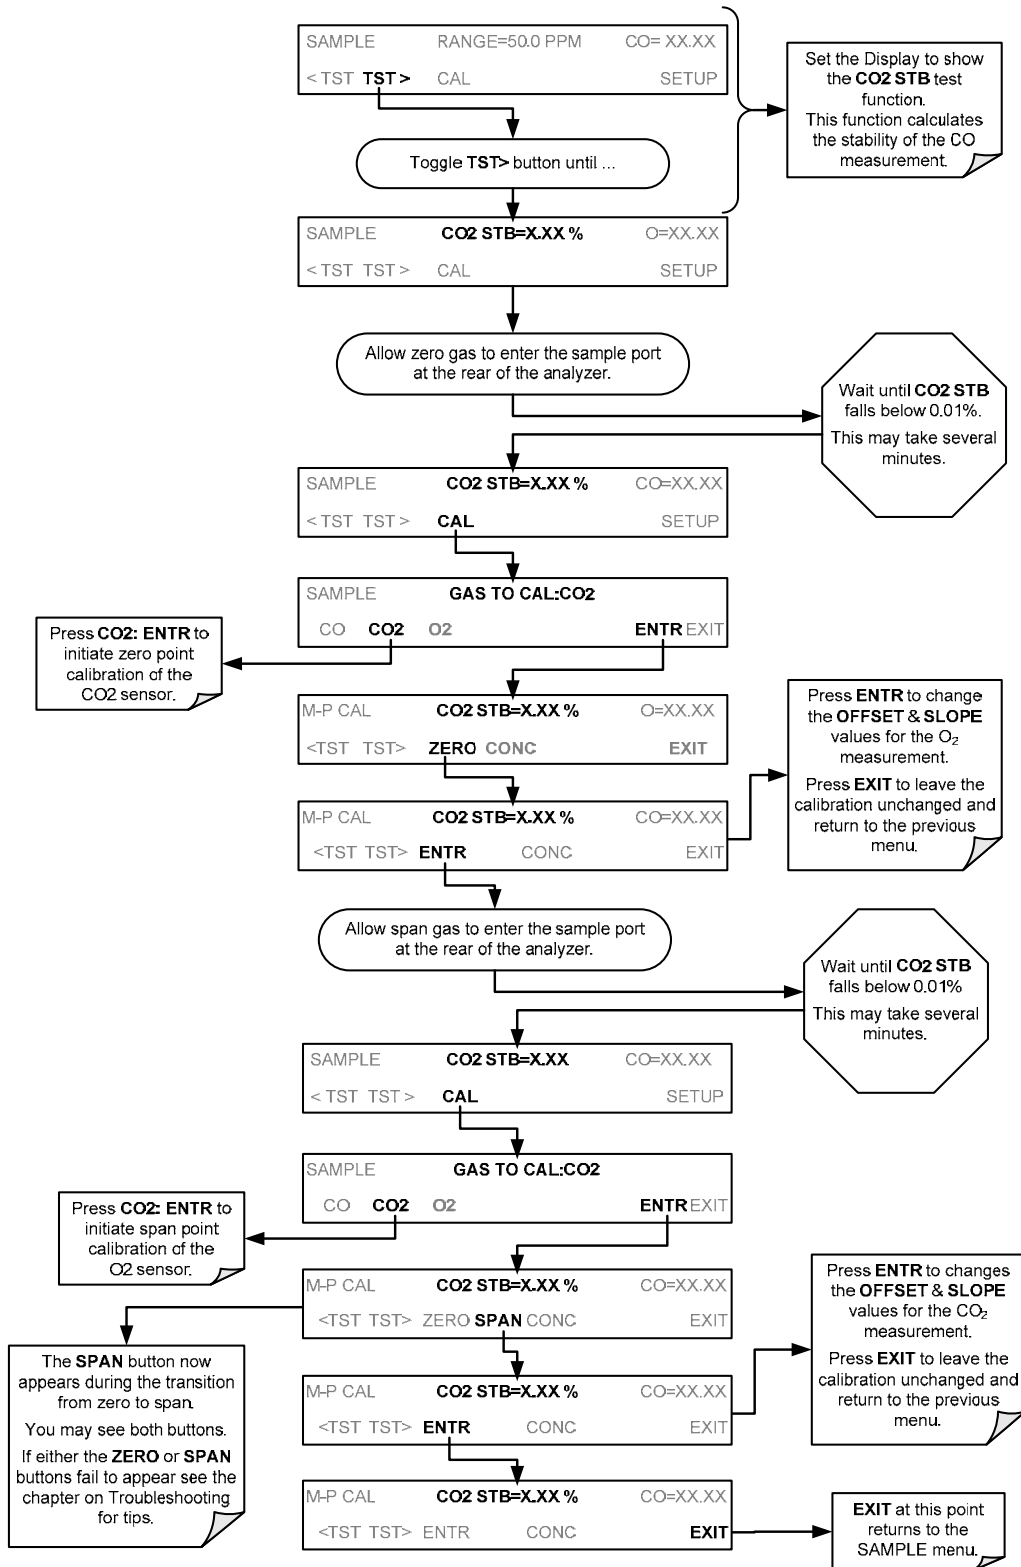 SAMPLE RANGE=50.0 PPM CO= XX.XX
< TST TST > CAL SETUP
Set the Display to show
the CO2 STB test
function.
This function calculates
the stability of the CO
measurement.
Toggle TST> button until ...
SAMPLE CO2 STB=X.XX % O=XX.XX
< TST TST > CAL SETUP
Allow zero gas to enter the sample port
at the rear of the analyzer.
Wait until CO2 STB
falls below 0.01%.
This may take several
minutes.
SAMPLE CO2 STB=X.XX % CO=XX.XX
< TST TST > CAL SETUP
SAMPLE GAS TO CAL:CO2
CO CO2 O2 ENTR EXIT
Press CO2: ENTR to
initiate zero point
calibration of the
CO2 sensor.
M-P CAL CO2 STB=X.XX % O=XX.XX
<TST TST> ZERO CONC EXIT
Press ENTR to change
the OFFSET & SLOPE
values for the O₂
measurement.
Press EXIT to leave the
calibration unchanged and
return to the previous
menu.
M-P CAL CO2 STB=X.XX % CO=XX.XX
<TST TST> ENTR CONC EXIT
Allow span gas to enter the sample port
at the rear of the analyzer.
Wait until CO2 STB
falls below 0.01%
This may take several
minutes.
SAMPLE CO2 STB=X.XX CO=XX.XX
< TST TST > CAL SETUP
SAMPLE GAS TO CAL:CO2
CO CO2 O2 ENTR EXIT
Press CO2: ENTR to
initiate span point
calibration of the
O2 sensor.
M-P CAL CO2 STB=X.XX % CO=XX.XX
<TST TST> ZERO SPAN CONC EXIT
Press ENTR to changes
the OFFSET & SLOPE
values for the CO₂
measurement.
Press EXIT to leave the
calibration unchanged and
return to the previous
menu.
The SPAN button now
appears during the transition
from zero to span.
You may see both buttons.
If either the ZERO or SPAN
buttons fail to appear see the
chapter on Troubleshooting
for tips.
M-P CAL CO2 STB=X.XX % CO=XX.XX
<TST TST> ENTR CONC EXIT
M-P CAL CO2 STB=X.XX % CO=XX.XX
<TST TST> ENTR CONC EXIT
EXIT at this point
returns to the
SAMPLE menu.